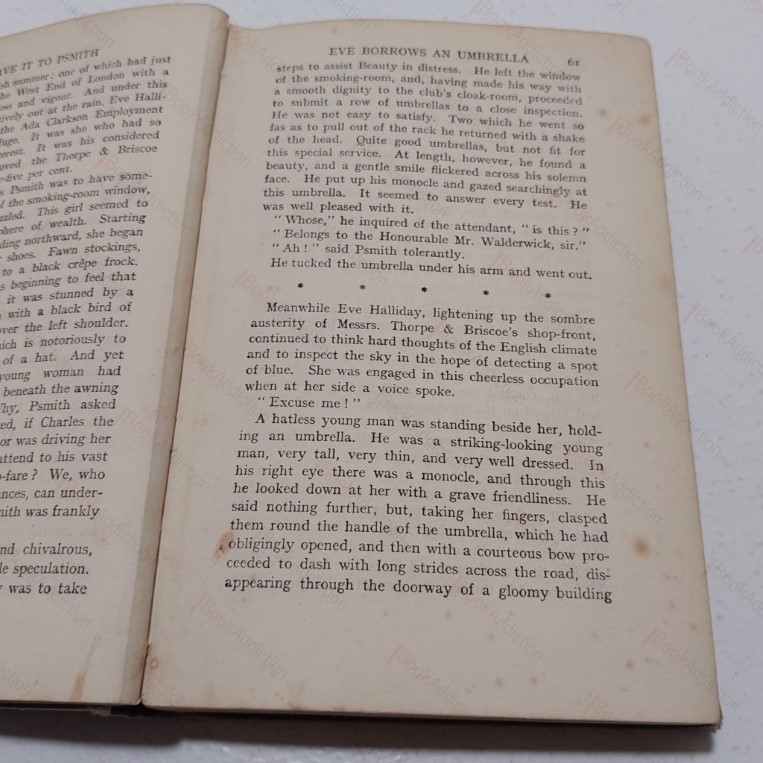 VE IT TO PSMITH
sh summer: one of which had just
he West End of London with a
ess and vigour. And under this
tively out at the rain, Eve Halli-
the Ada Clarkson Employment
fuge. It was she who had so
erest. It was his considered
oved the Thorpe & Briscoe
-five per cent.
s Psmith was to have some-
f the smoking-room window,
zzled. This girl seemed to
phere of wealth. Starting
ding northward, she began
shoes. Fawn stockings,
to a black crêpe frock.
s beginning to feel that
it was stunned by a
with a black bird of
over the left shoulder.
ich is notoriously to
of a hat. And yet
young woman had
beneath the awning
Why, Psmith asked
ed, if Charles the
or was driving her
attend to his vast
-fare? We, who
nces, can under-
mith was frankly
nd chivalrous,
le speculation.
was to take
EVE BORROWS AN UMBRELLA 61
steps to assist Beauty in distress. He left the window
of the smoking-room, and, having made his way with
a smooth dignity to the club's cloak-room, proceeded
to submit a row of umbrellas to a close inspection.
He was not easy to satisfy. Two which he went so
far as to pull out of the rack he returned with a shake
of the head. Quite good umbrellas, but not fit for
this special service. At length, however, he found a
beauty, and a gentle smile flickered across his solemn
face. He put up his monocle and gazed searchingly at
this umbrella. It seemed to answer every test. He
was well pleased with it.
"Whose," he inquired of the attendant, "is this?"
"Belongs to the Honourable Mr. Walderwick, sir."
"Ah!" said Psmith tolerantly.
He tucked the umbrella under his arm and went out.
* * * * *
Meanwhile Eve Halliday, lightening up the sombre
austerity of Messrs. Thorpe & Briscoe's shop-front,
continued to think hard thoughts of the English climate
and to inspect the sky in the hope of detecting a spot
of blue. She was engaged in this cheerless occupation
when at her side a voice spoke.
"Excuse me!"
A hatless young man was standing beside her, hold-
ing an umbrella. He was a striking-looking young
man, very tall, very thin, and very well dressed. In
his right eye there was a monocle, and through this
he looked down at her with a grave friendliness. He
said nothing further, but, taking her fingers, clasped
them round the handle of the umbrella, which he had
obligingly opened, and then with a courteous bow pro-
ceeded to dash with long strides across the road, dis-
appearing through the doorway of a gloomy building